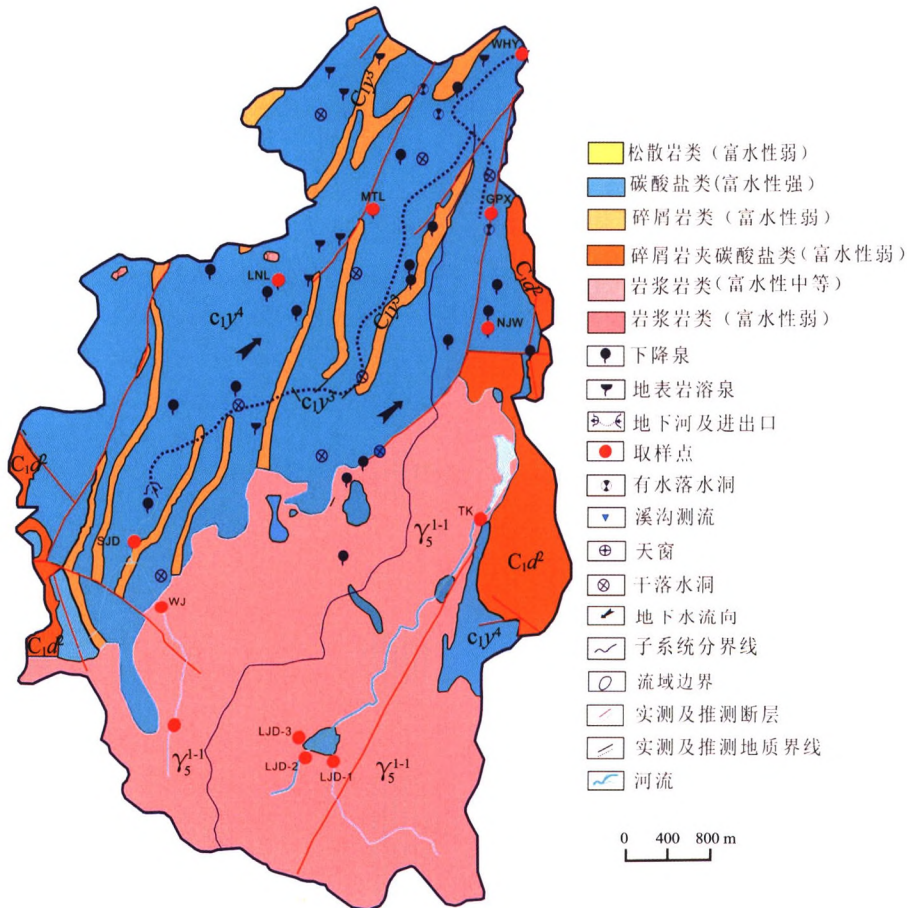 WHY
C₁y³
MTL
GPX
C₁d²
LNL
c₁y⁴
C₁y³
NJW
c₁y³
C₁d²
γ₅¹⁻¹
TK
SJD
C₁d²
WJ
c₁y⁴
C₁d²
LJD-3
LJD-2
LJD-1
γ₅¹⁻¹
γ₅¹⁻¹
松散岩类（富水性弱）
碳酸盐类(富水性强）
碎屑岩类（富水性弱）
碎屑岩夹碳酸盐类（富水性弱）
岩浆岩类（富水性中等）
岩浆岩类（富水性弱）
下降泉
地表岩溶泉
地下河及进出口
取样点
有水落水洞
溪沟测流
天窗
干落水洞
地下水流向
子系统分界线
流域边界
实测及推测断层
实测及推测地质界线
河流
0 400 800 m